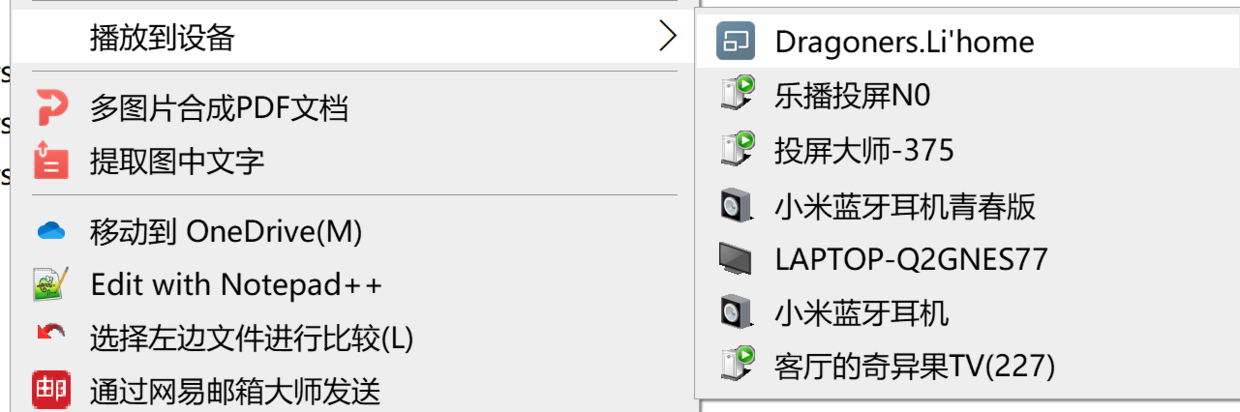 播放到设备
多图片合成PDF文档
提取图中文字
移动到 OneDrive(M)
Edit with Notepad++
选择左边文件进行比较(L)
邮
通过网易邮箱大师发送
Dragoners.Li'home
乐播投屏N0
投屏大师-375
小米蓝牙耳机青春版
LAPTOP-Q2GNES77
小米蓝牙耳机
客厅的奇异果TV(227)